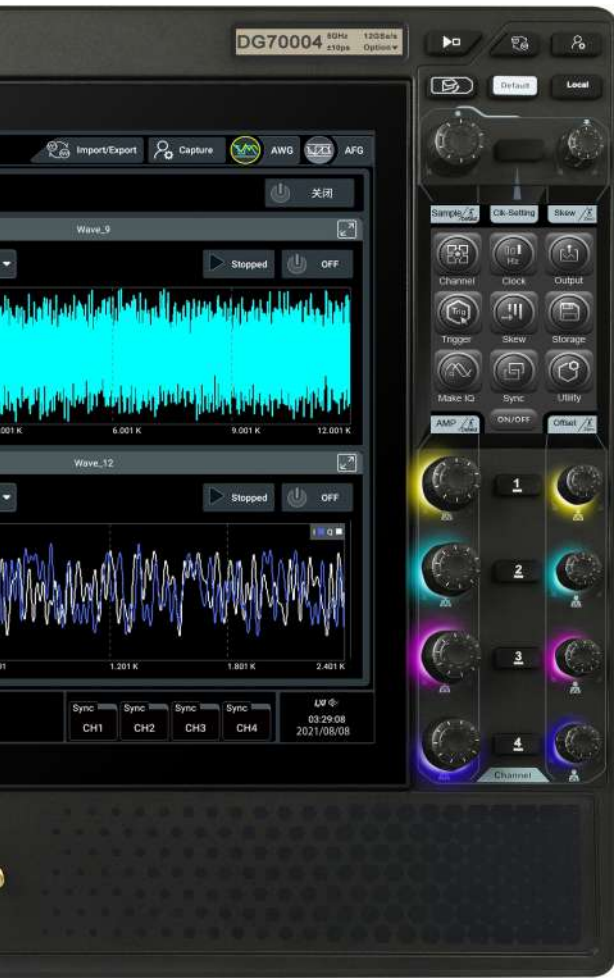 DG70004 5GHz 12GSa/s
±10ps Option
Default Local
Import/Export Capture AWG AFG
关闭
Wave_9
Stopped OFF
.001 K 6.001 K 9.001 K 12.001 K
Wave_12
Stopped OFF
I Q
1.201 K 1.801 K 2.401 K
Sync Sync Sync Sync
CH1 CH2 CH3 CH4
LXI
03:29:08
2021/08/08
Sample Clk-Setting Skew
Channel Clock Output
Trig
Trigger Skew Storage
Make IQ Sync Utility
AMP ON/OFF Offset
1
2
3
4
Channel